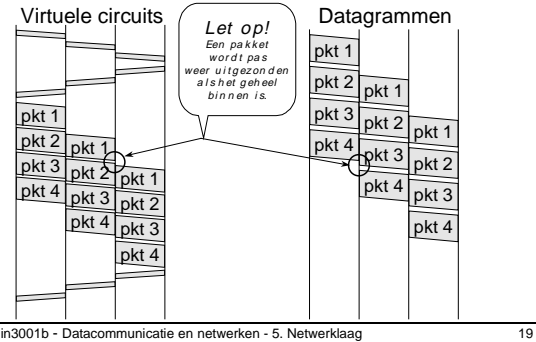 Virtuele circuits
Let op!
Een pakket
wordt pas
weer uitgezonden
als het geheel
binnen is.
Datagrammen
pkt 1
pkt 2
pkt 3
pkt 4
pkt 1
pkt 2
pkt 3
pkt 4
pkt 1
pkt 2
pkt 3
pkt 4
pkt 1
pkt 2
pkt 3
pkt 4
pkt 1
pkt 2
pkt 3
pkt 4
pkt 1
pkt 2
pkt 3
pkt 4
in3001b - Datacommunicatie en netwerken - 5. Netwerklaag
19